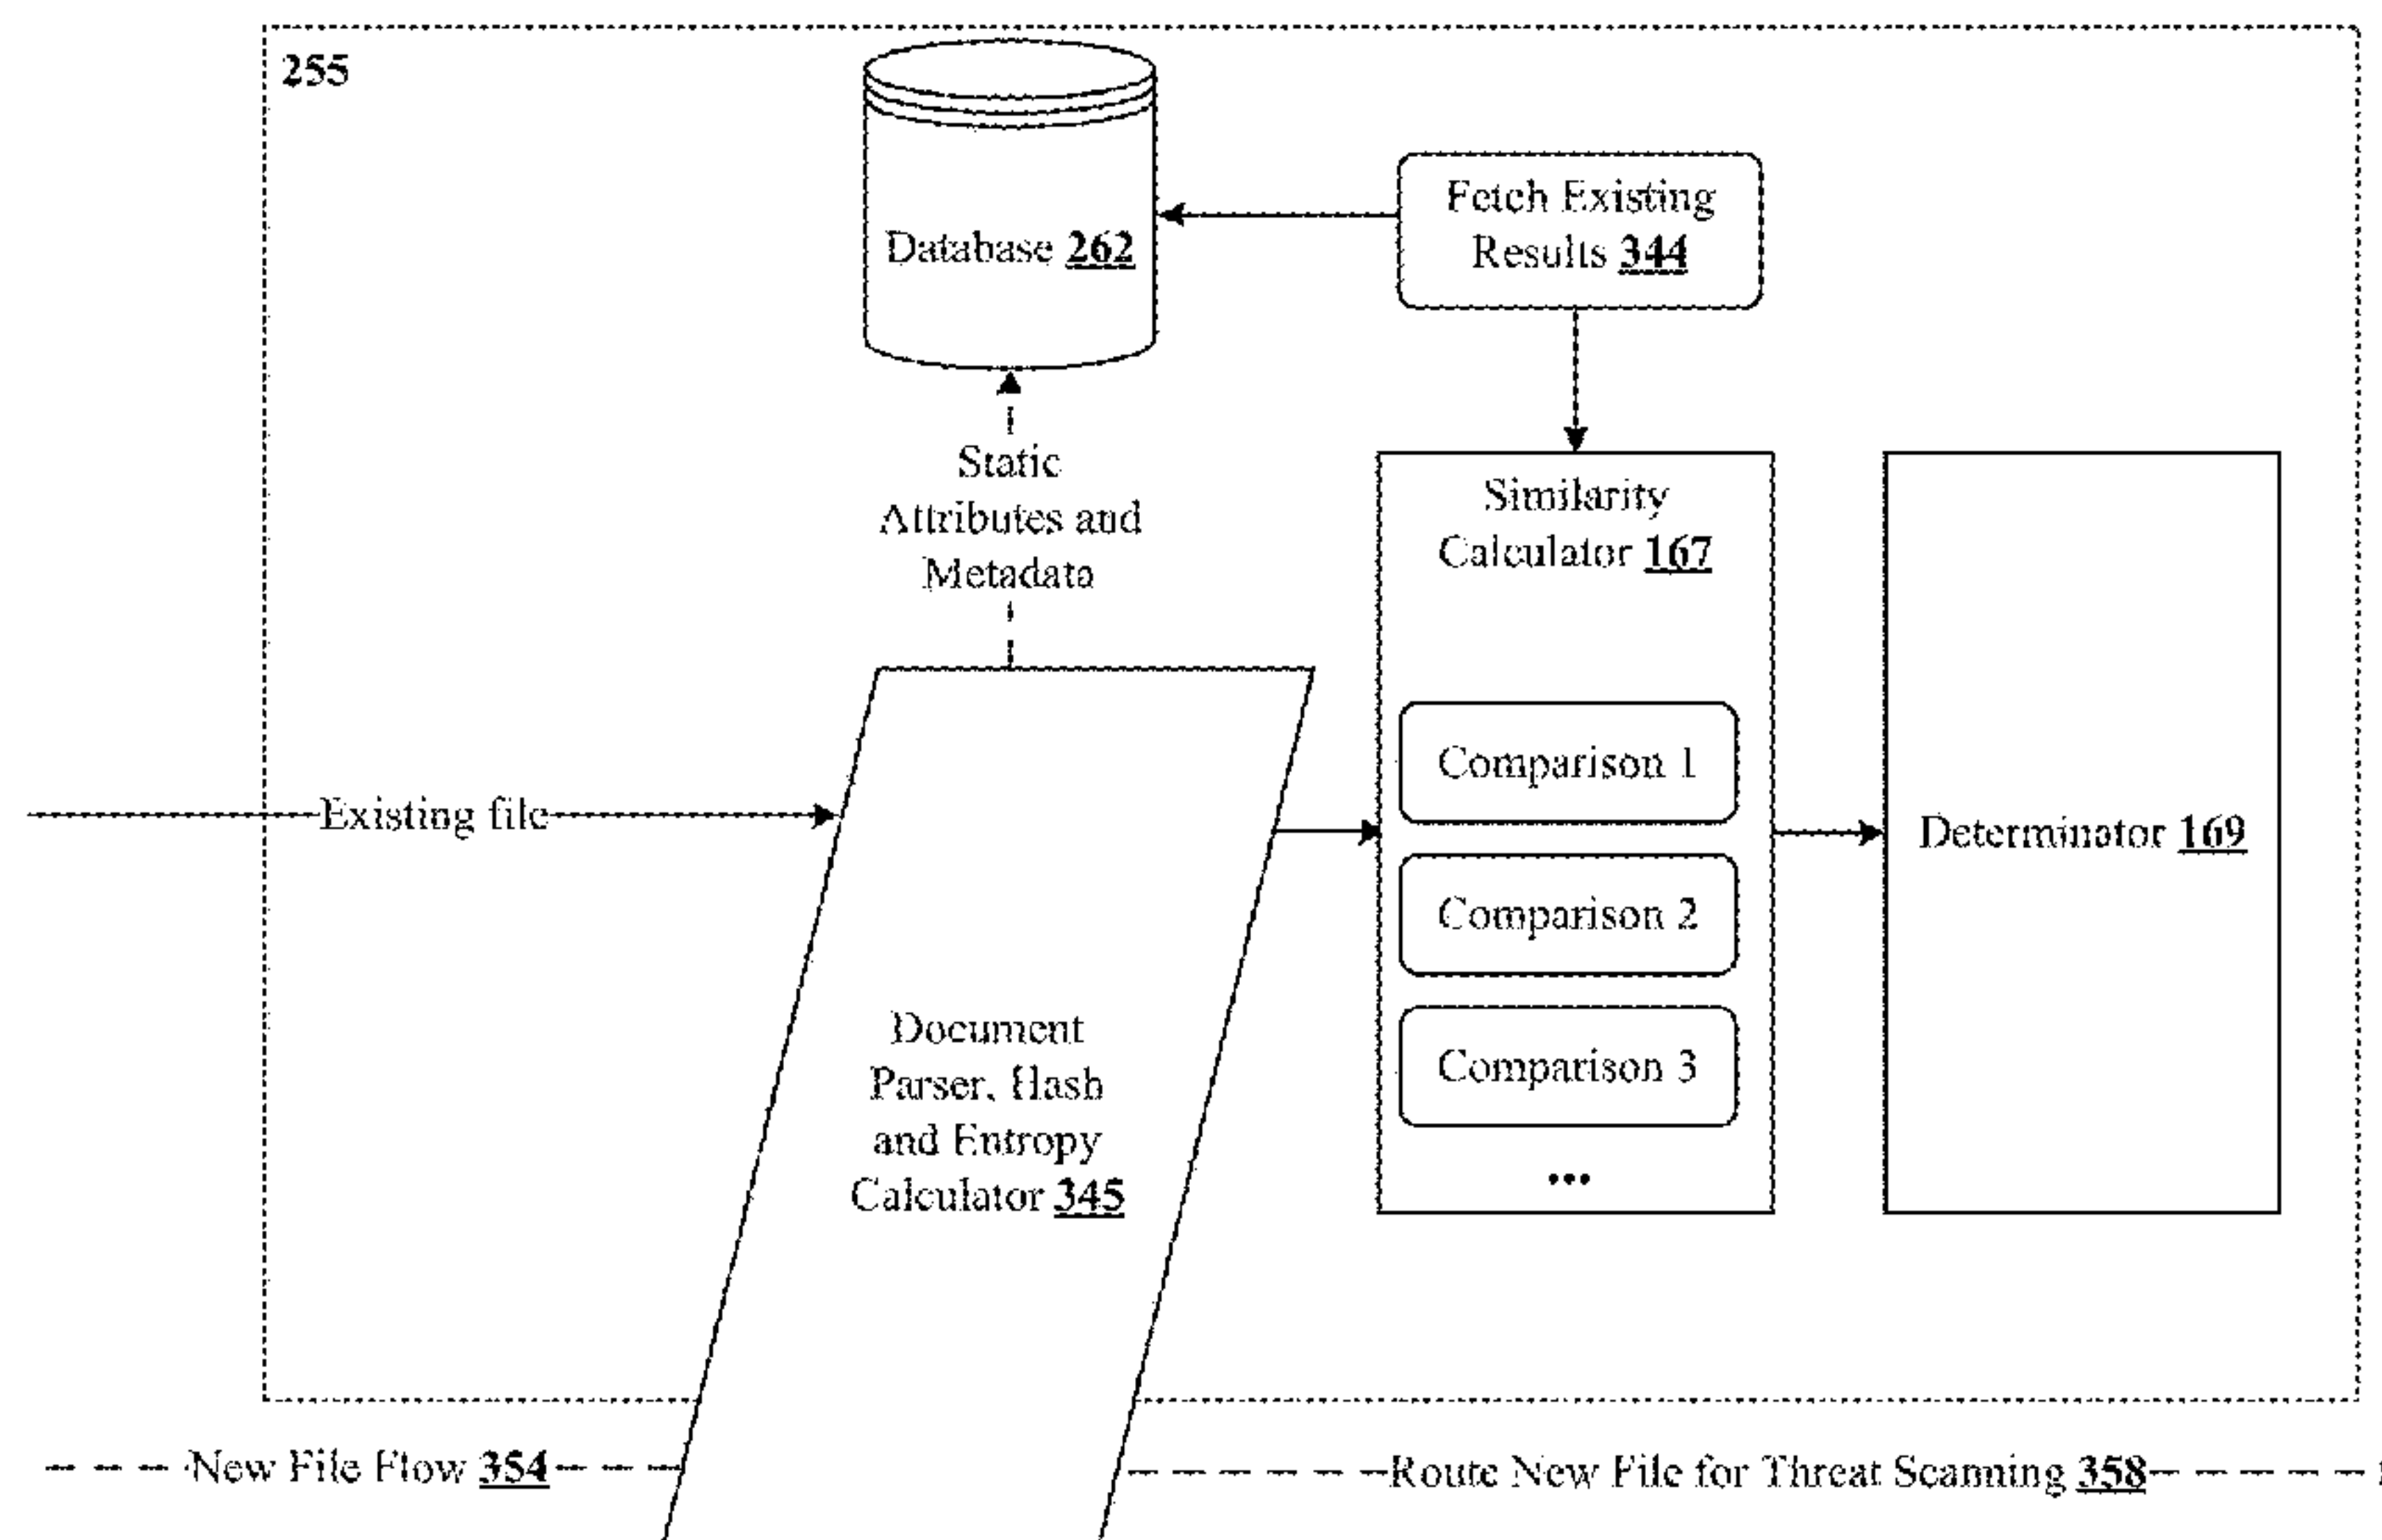 255
Database 262
Fetch Existing
Results 344
Static
Attributes and
Metadata
Similarity
Calculator 167
Comparison 1
Comparison 2
Comparison 3
...
Existing file
Determinator 169
Document
Parser, Hash
and Entropy
Calculator 345
New File Flow 354
Route New File for Threat Scanning 358